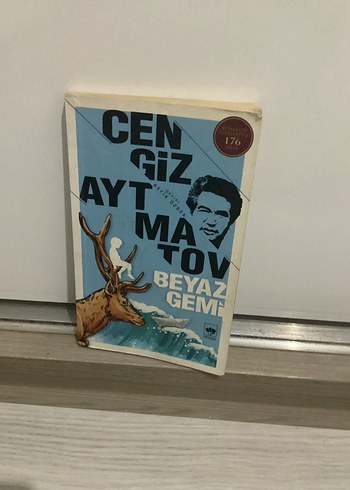 CEN
GİZ
AYT
MA
TOV
BEYAZ
GEMİ
176